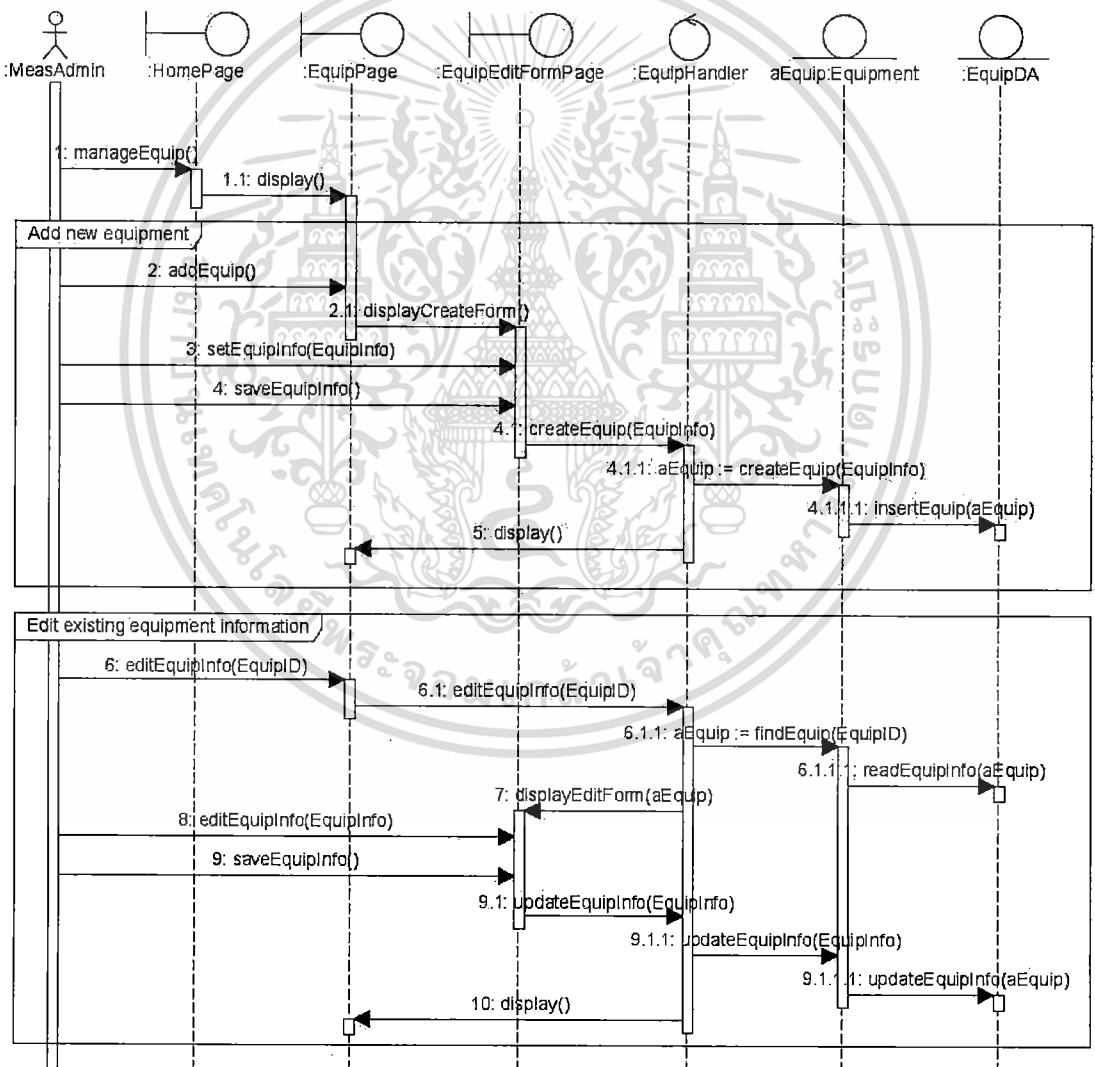 :MeasAdmin :HomePage :EquipPage :EquipEditFormPage :EquipHandler aEquip:Equipment :EquipDA
1: manageEquip()
1.1: display()
Add new equipment
2: addEquip()
2.1: displayCreateForm()
3: setEquipInfo(EquipInfo)
4: saveEquipInfo()
4.1: createEquip(EquipInfo)
4.1.1: aEquip := createEquip(EquipInfo)
4.1.1.1: insertEquip(aEquip)
5: display()
Edit existing equipment information
6: editEquipInfo(EquipID)
6.1: editEquipInfo(EquipID)
6.1.1: aEquip := findEquip(EquipID)
6.1.1.1: readEquipInfo(aEquip)
7: displayEditForm(aEquip)
8: editEquipInfo(EquipInfo)
9: saveEquipInfo()
9.1: updateEquipInfo(EquipInfo)
9.1.1: updateEquipInfo(EquipInfo)
9.1.1.1: updateEquipInfo(aEquip)
10: display()